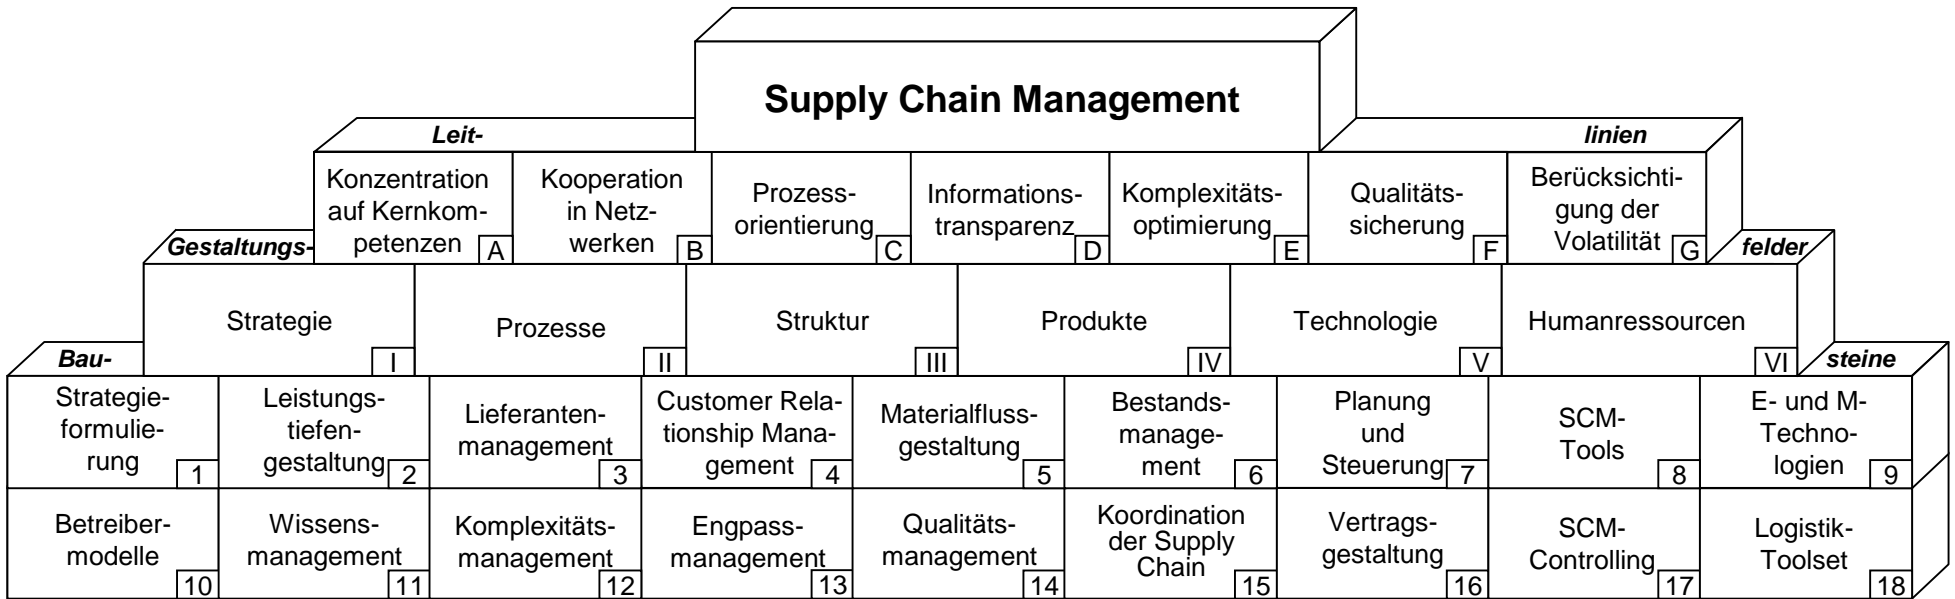 Supply Chain Management
Leit-
linien
Konzentration
auf Kernkom-
petenzen
A
Kooperation
in Netz-
werken
B
Prozess-
orientierung
C
Informations-
transparenz
D
Komplexitäts-
optimierung
E
Qualitäts-
sicherung
F
Berücksichti-
gung der
Volatilität
G
Gestaltungs-
felder
Strategie
I
Prozesse
II
Struktur
III
Produkte
IV
Technologie
V
Humanressourcen
VI
Bau-
steine
Strategie-
formulie-
rung
1
Leistungs-
tiefen-
gestaltung
2
Lieferanten-
management
3
Customer Rela-
tionship Mana-
gement
4
Materialfluss-
gestaltung
5
Bestands-
manage-
ment
6
Planung
und
Steuerung
7
SCM-
Tools
8
E- und M-
Techno-
logien
9
Betreiber-
modelle
10
Wissens-
management
11
Komplexitäts-
management
12
Engpass-
management
13
Qualitäts-
management
14
Koordination
der Supply
Chain
15
Vertrags-
gestaltung
16
SCM-
Controlling
17
Logistik-
Toolset
18